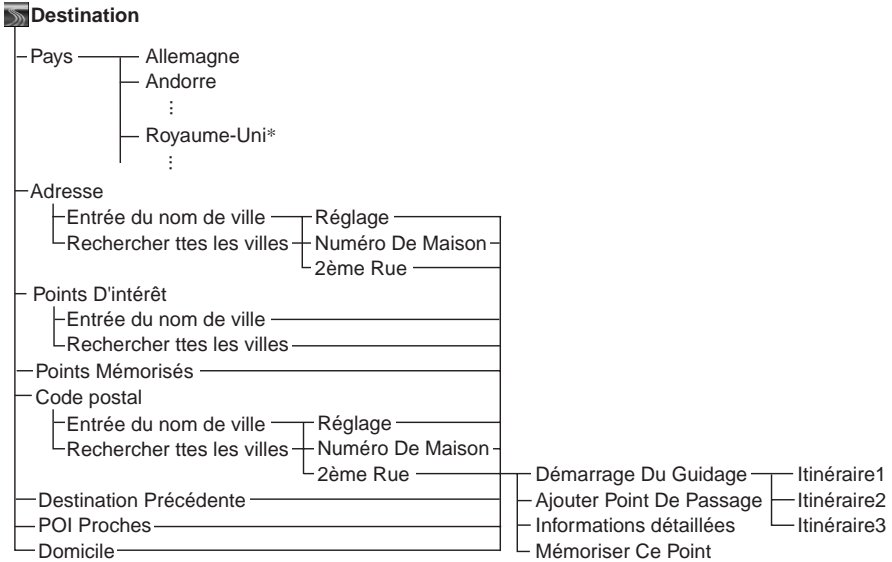 Destination
Pays Allemagne
Andorre
⋮
Royaume-Uni*
⋮
Adresse
Entrée du nom de ville Réglage
Rechercher ttes les villes Numéro De Maison
2ème Rue
Points D'intérêt
Entrée du nom de ville
Rechercher ttes les villes
Points Mémorisés
Code postal
Entrée du nom de ville Réglage
Rechercher ttes les villes Numéro De Maison
2ème Rue Démarrage Du Guidage Itinéraire1
Destination Précédente Ajouter Point De Passage Itinéraire2
POI Proches Informations détaillées Itinéraire3
Domicile Mémoriser Ce Point